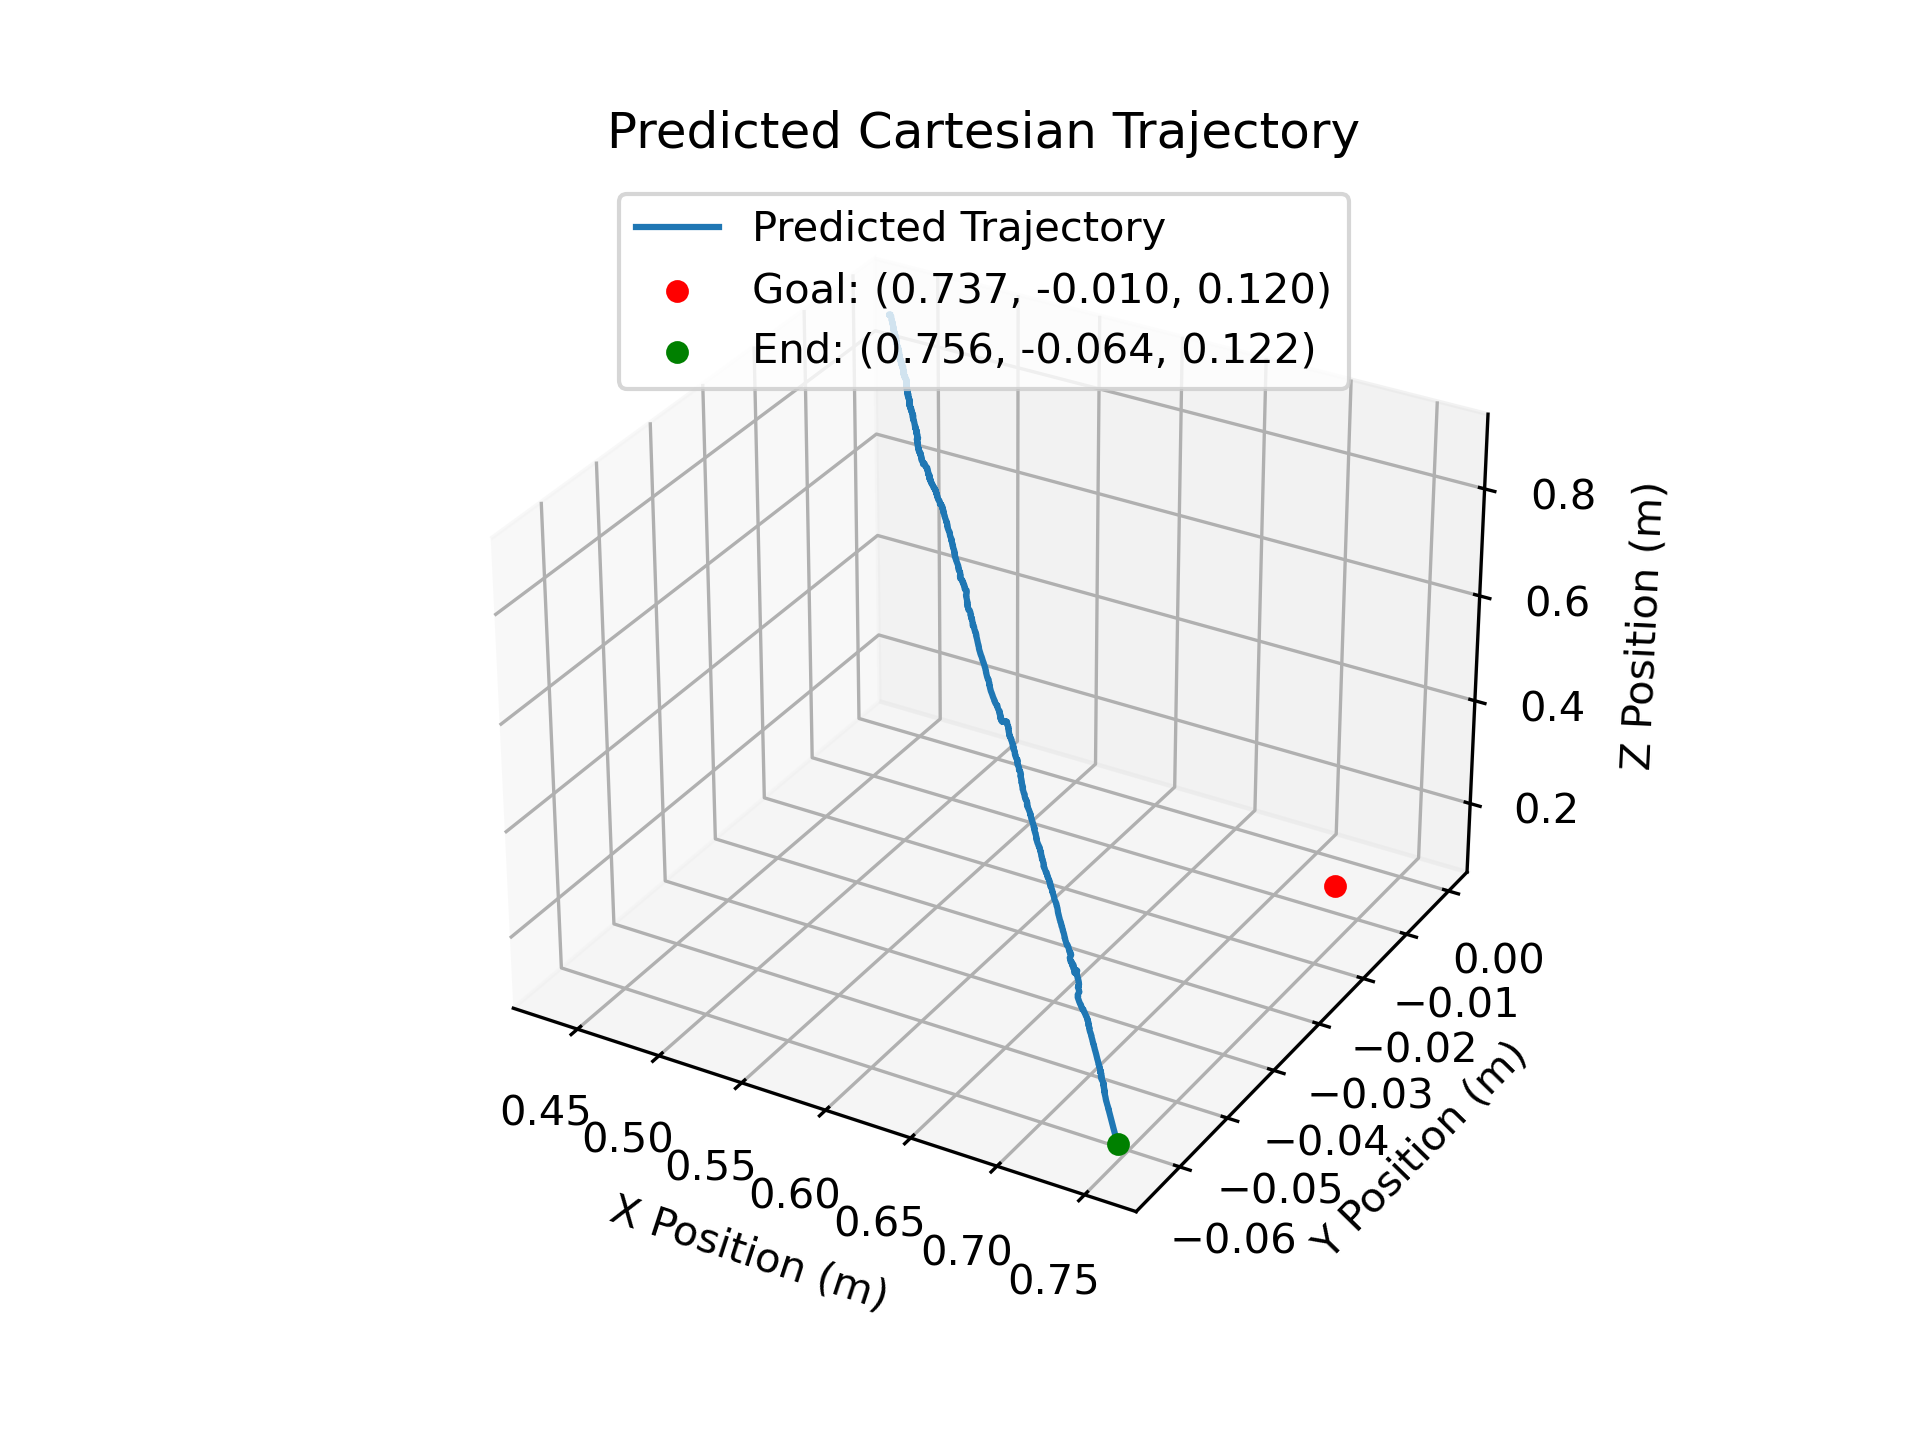 Predicted Cartesian Trajectory
Predicted Trajectory
Goal: (0.737, -0.010, 0.120)
End: (0.756, -0.064, 0.122)
0.8
0.6
0.4
0.2
Z Position (m)
0.00
−0.01
−0.02
−0.03
−0.04
−0.05
−0.06
Y Position (m)
0.45
0.50
0.55
0.60
0.65
0.70
0.75
X Position (m)